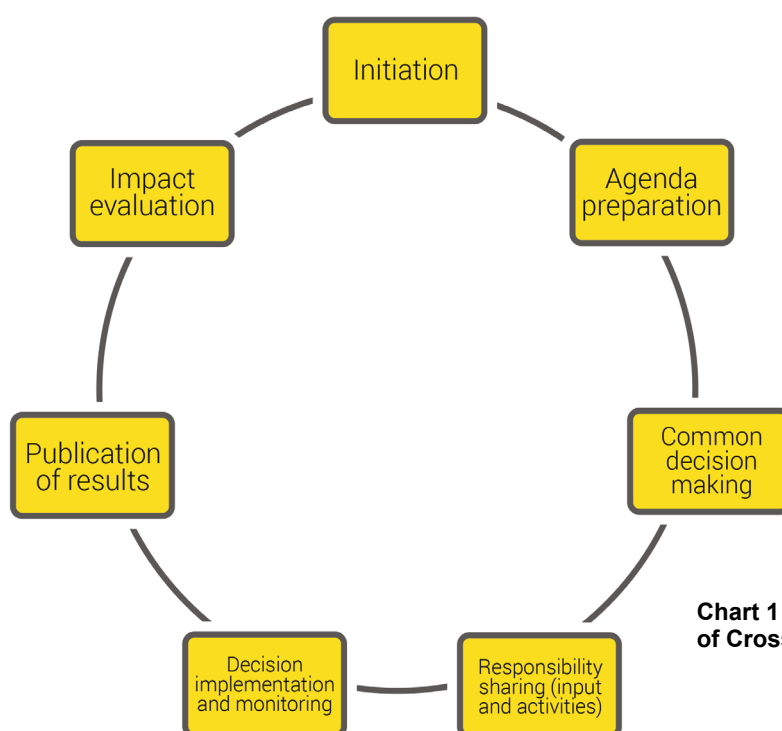 Initiation
Agenda
preparation
Common
decision
making
Responsibility
sharing (input
and activities)
Decision
implementation
and monitoring
Publication
of results
Impact
evaluation
Chart 1
of Cross